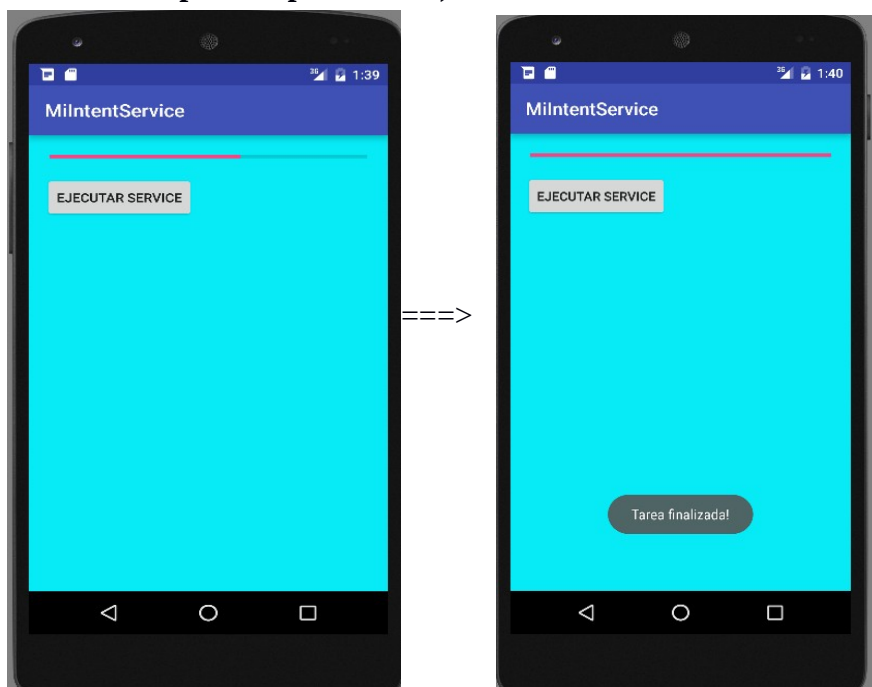 1:39
MiIntentService
EJECUTAR SERVICE
===>
1:40
MiIntentService
EJECUTAR SERVICE
Tarea finalizada!